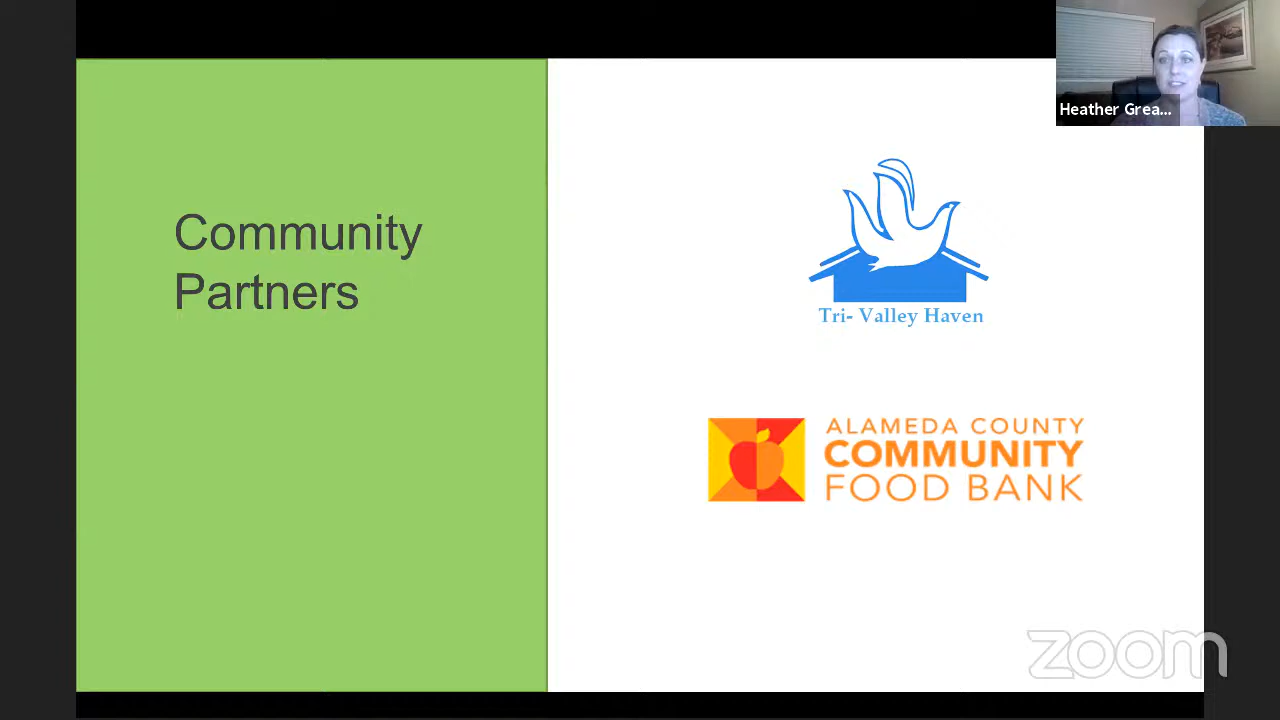 Heather Grea...
Community
Partners
Tri- Valley Haven
ALAMEDA COUNTY
COMMUNITY
FOOD BANK
zoom